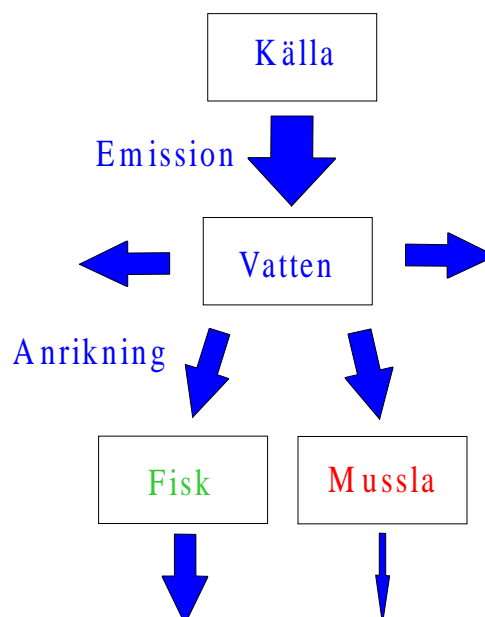 Källa
Emission
Vatten
Anrikning
Fisk
Mussla